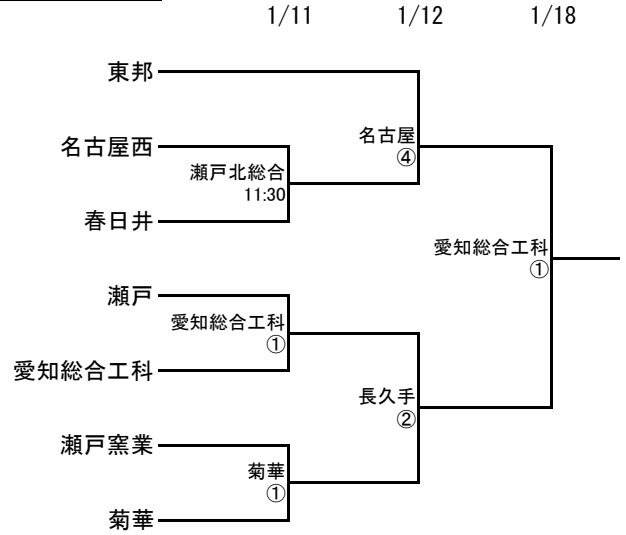 1/11 1/12 1/18
東邦
名古屋
④
名古屋西
瀬戸北総合
11:30
春日井
愛知総合工科
①
瀬戸
愛知総合工科
①
愛知総合工科
長久手
②
瀬戸窯業
菊華
①
菊華